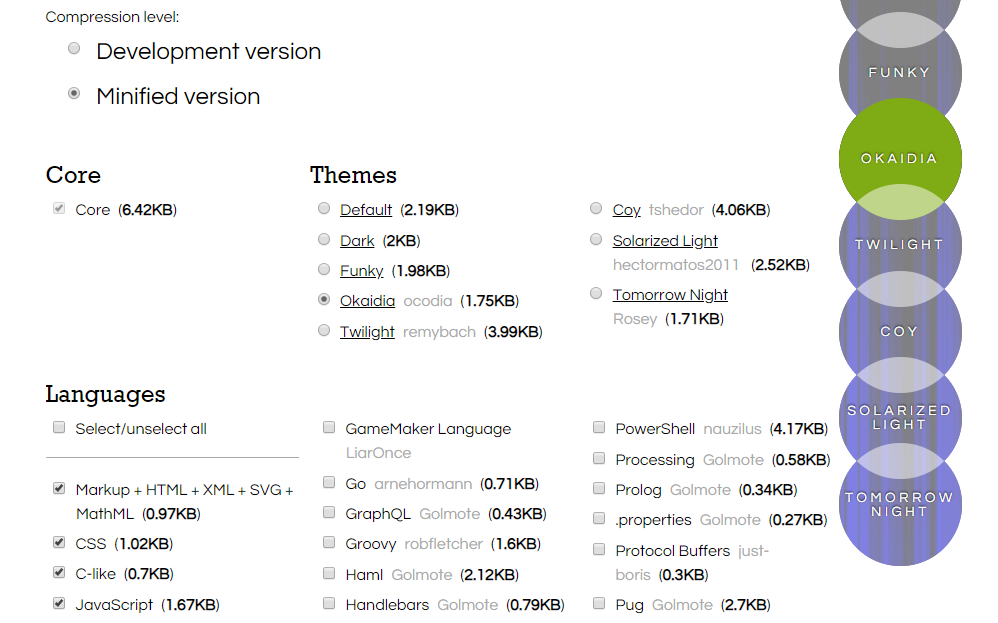 Compression level:
Development version
Minified version
Core
Core (6.42KB)
Themes
Default (2.19KB)
Dark (2KB)
Funky (1.98KB)
Okaidia ocodia (1.75KB)
Twilight remybach (3.99KB)
Coy tshedor (4.06KB)
Solarized Light
hectormatos2011 (2.52KB)
Tomorrow Night
Rosey (1.71KB)
Languages
Select/unselect all
Markup + HTML + XML + SVG +
MathML (0.97KB)
CSS (1.02KB)
C-like (0.7KB)
JavaScript (1.67KB)
GameMaker Language
LiarOnce
Go arnehormann (0.71KB)
GraphQL Golmote (0.43KB)
Groovy robfletcher (1.6KB)
Haml Golmote (2.12KB)
Handlebars Golmote (0.79KB)
PowerShell nauzilus (4.17KB)
Processing Golmote (0.58KB)
Prolog Golmote (0.34KB)
.properties Golmote (0.27KB)
Protocol Buffers just-
boris (0.3KB)
Pug Golmote (2.7KB)
FUNKY
OKAIDIA
TWILIGHT
COY
SOLARIZED
LIGHT
TOMORROW
NIGHT